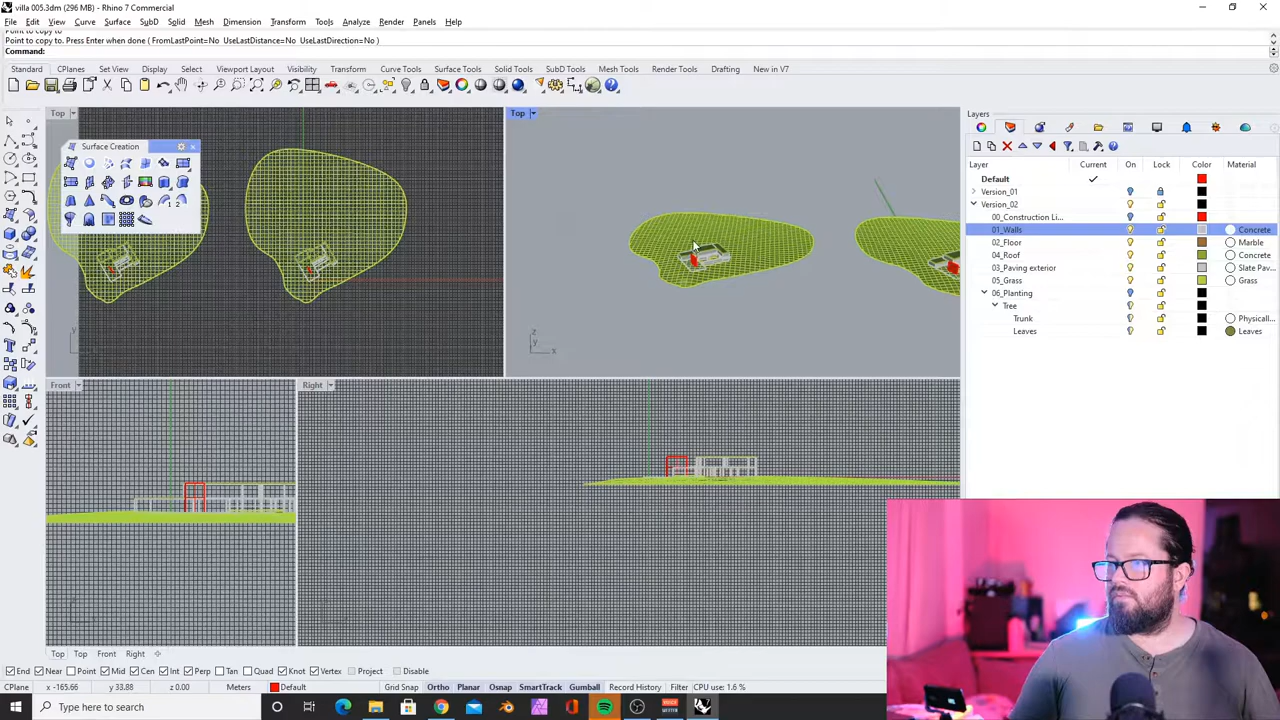 villa 005.3dm (296 MB) - Rhino 7 Commercial
File Edit View Curve Surface SubD Solid Mesh Dimension Transform Tools Analyze Render Panels Help
Point to copy to. Press Enter when done ( FromLastPoint=No UseLastDistance=No UseLastDirection=No )
Command:
Standard CPlanes Set View Display Select Viewport Layout Visibility Transform Curve Tools Surface Tools Solid Tools SubD Tools Mesh Tools Render Tools Drafting New in V7
Top
Top
Layers
Surface Creation
Layer Current On Lock Color Material
Default
Version_01
Version_02
00_Construction Li...
01_Walls Concrete
02_Floor Marble
04_Roof Concrete
03_Paving exterior Slate Pav...
05_Grass Grass
06_Planting
Tree
Trunk Physicall...
Leaves Leaves
y
x
z
y
x
Front
Right
Top Top Front Right
End Near Point Mid Cen Int Perp Tan Quad Knot Vertex Project Disable
CPlane x -165.66 y 33.88 z 0.00 Meters Default Grid Snap Ortho Planar Osnap SmartTrack Gumball Record History Filter CPU use: 1.6 %
Type here to search